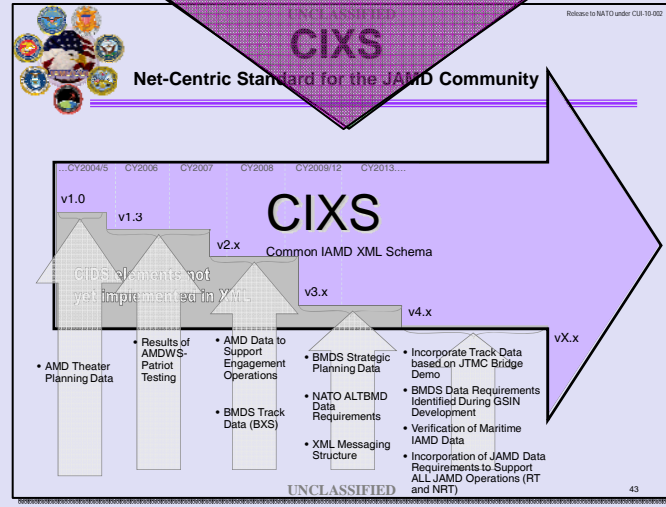 UNCLASSIFIED
Release to NATO under CUI-10-002
CIXS
Net-Centric Standard for the JAMD Community
...CY2004/5 CY2006 CY2007 CY2008 CY2009/12 CY2013....
v1.0
v1.3
v2.x
v3.x
v4.x
vX.x
CIXS
Common IAMD XML Schema
CIDS elements not
yet implemented in XML
• AMD Theater
Planning Data
• Results of
AMDWS-
Patriot
Testing
• AMD Data to
Support
Engagement
Operations
• BMDS Track
Data (BXS)
• BMDS Strategic
Planning Data
• NATO ALTBMD
Data
Requirements
• XML Messaging
Structure
• Incorporate Track Data
based on JTMC Bridge
Demo
• BMDS Data Requirements
Identified During GSIN
Development
• Verification of Maritime
IAMD Data
• Incorporation of JAMD Data
Requirements to Support
ALL JAMD Operations (RT
and NRT)
UNCLASSIFIED
43